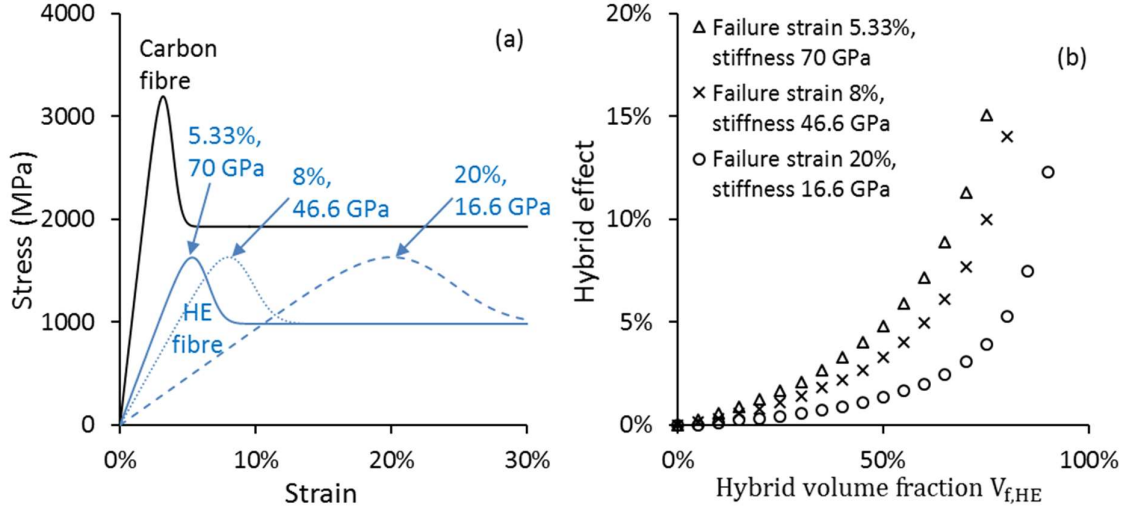 4000
3000
2000
1000
0
Stress (MPa)
0%
10%
20%
30%
Strain
(a)
Carbon
fibre
5.33%,
70 GPa
8%,
46.6 GPa
20%,
16.6 GPa
HE
fibre
20%
15%
10%
5%
0%
Hybrid effect
0%
50%
100%
Hybrid volume fraction V_f,HE
(b)
Failure strain 5.33%,
stiffness 70 GPa
Failure strain 8%,
stiffness 46.6 GPa
Failure strain 20%,
stiffness 16.6 GPa